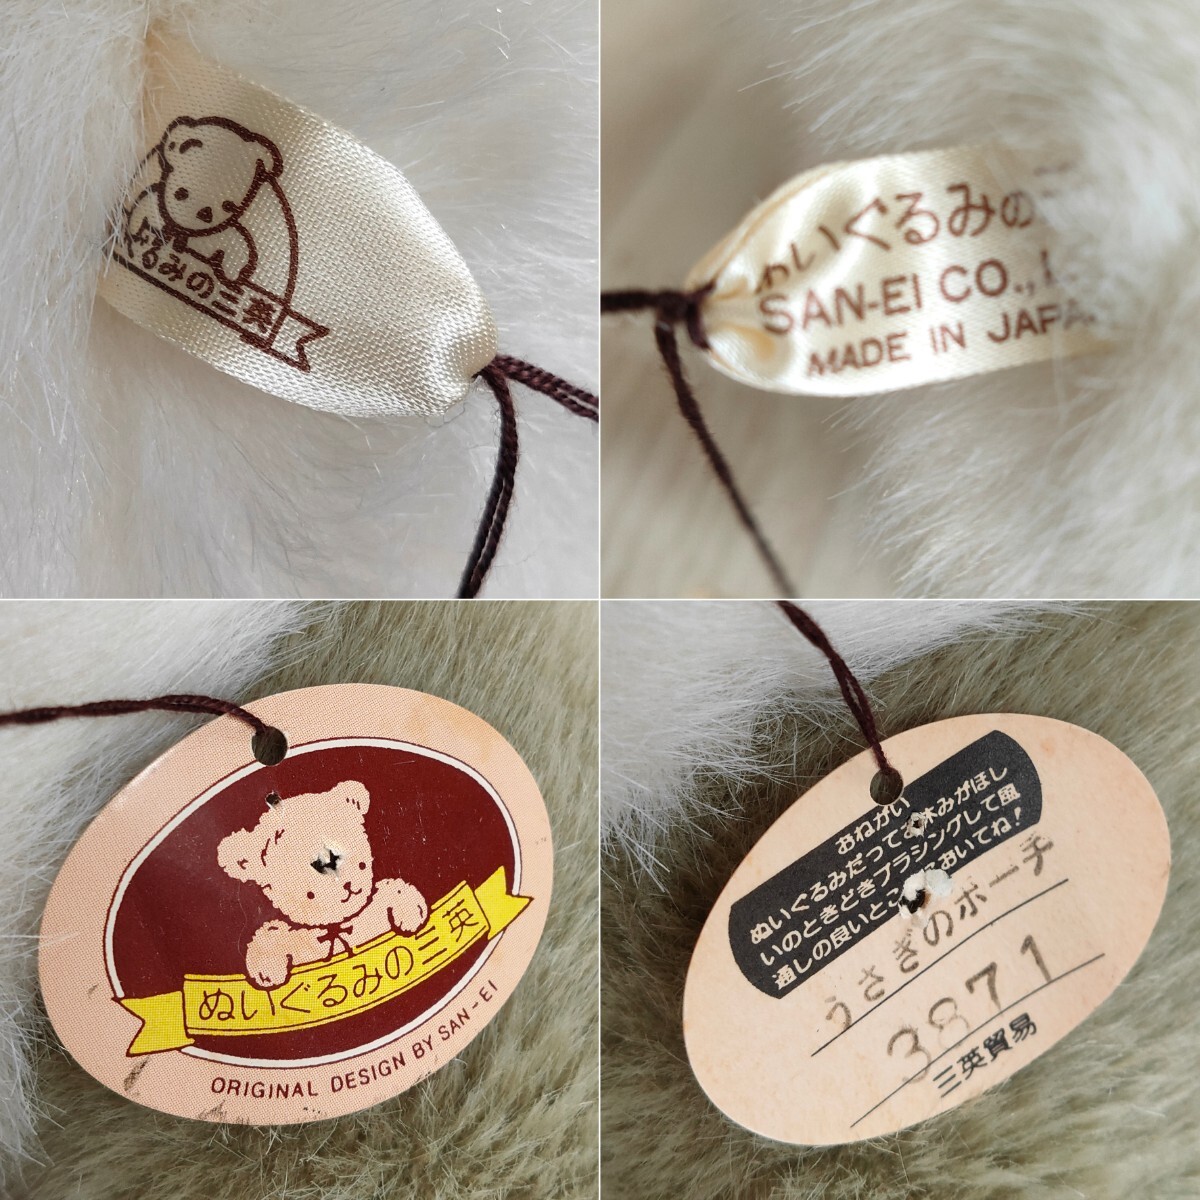 ぐるみの三英
ぬいぐるみの
SAN-EI CO.,
MADE IN JAPA
ぬいぐるみの三英
ORIGINAL DESIGN BY SAN-EI
おねがい
ぬいぐるみだってお休みがほし
いのときどきブラシングして風
通しの良いとこ おいてね!
うさぎのポーチ
3871
三英貿易